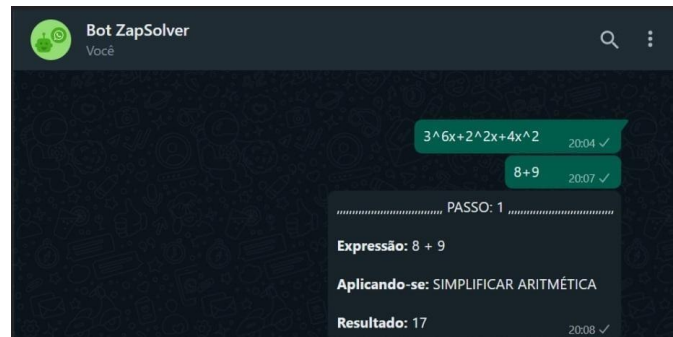 Bot ZapSolver
Você
3^6x+2^2x+4x^2 20:04
8+9 20:07
,,,,,,,,,,,,,,,,,,,,,,,,,,,,,,,,, PASSO: 1 ,,,,,,,,,,,,,,,,,,,,,,,,,,,,,,,,,
Expressão: 8 + 9
Aplicando-se: SIMPLIFICAR ARITMÉTICA
Resultado: 17 20:08